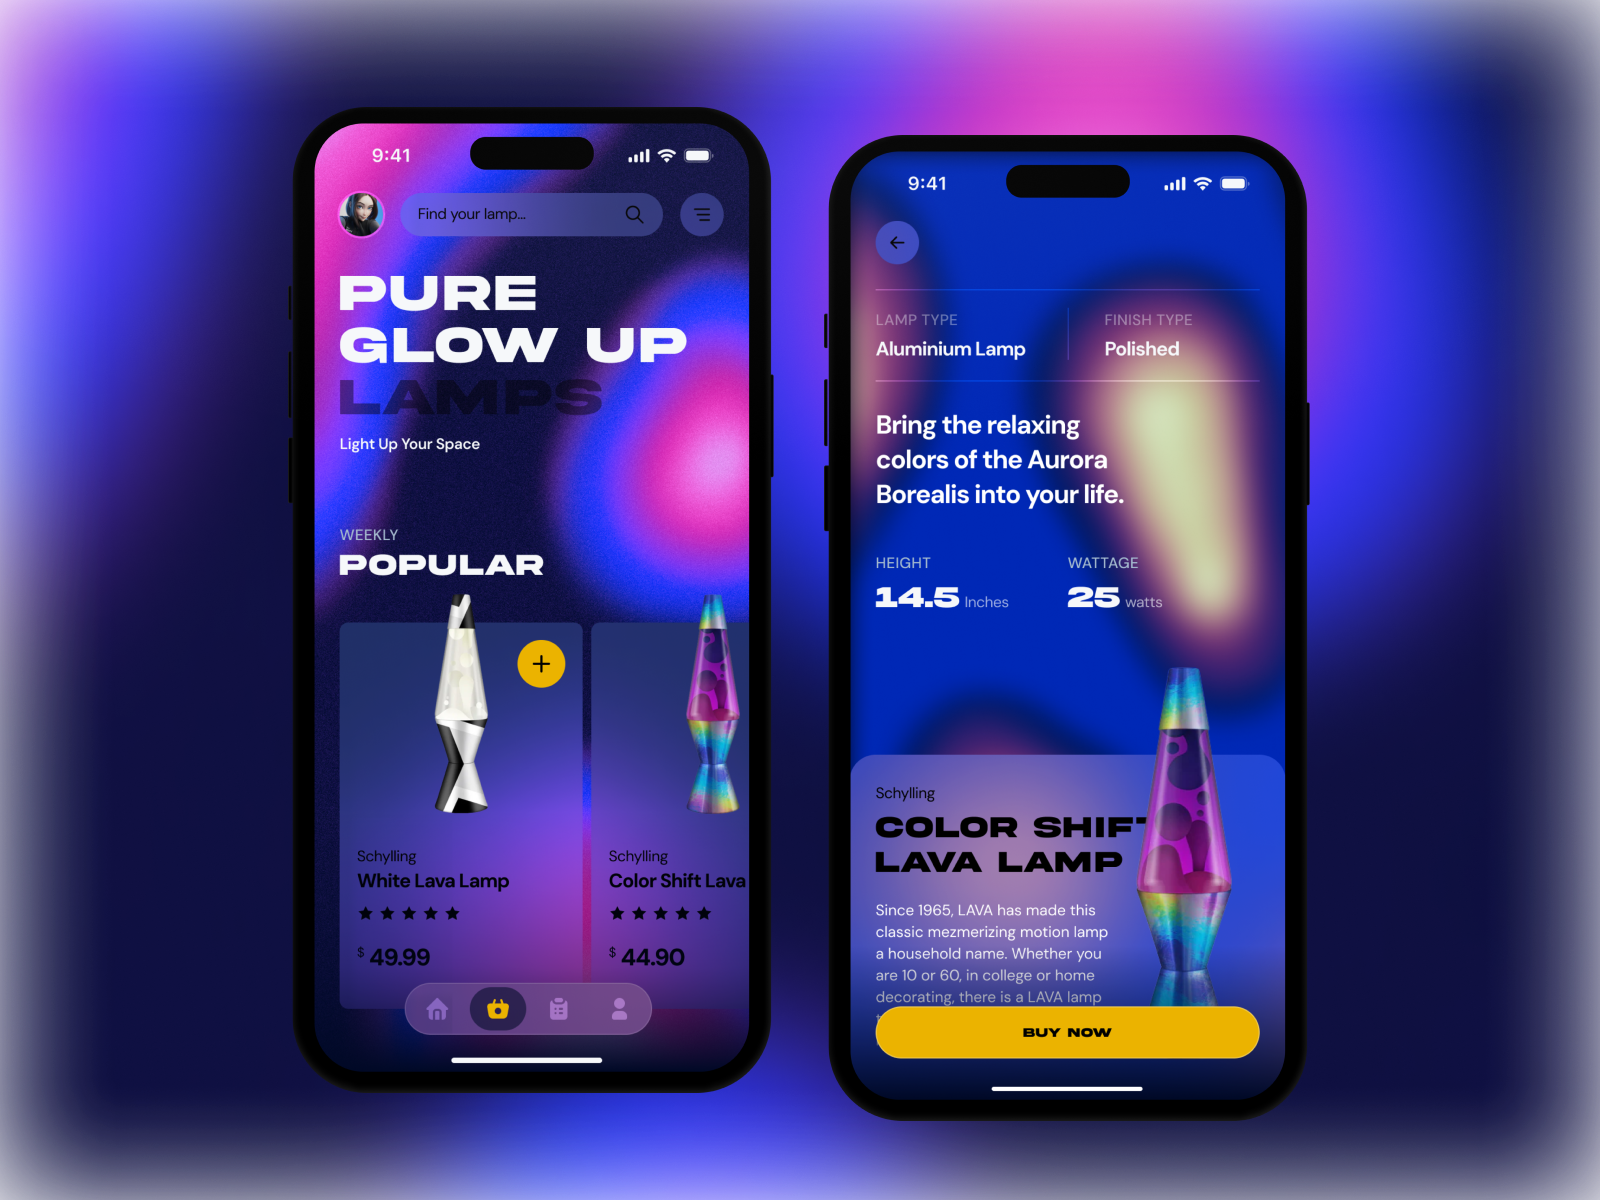 9:41
Find your lamp...
PURE
GLOW UP
LAMPS
Light Up Your Space
WEEKLY
POPULAR
Schylling
White Lava Lamp
$ 49.99
Schylling
Color Shift Lava
$ 44.90
9:41
LAMP TYPE
Aluminium Lamp
FINISH TYPE
Polished
Bring the relaxing
colors of the Aurora
Borealis into your life.
HEIGHT
14.5 Inches
WATTAGE
25 watts
Schylling
COLOR SHIFT
LAVA LAMP
Since 1965, LAVA has made this
classic mezmerizing motion lamp
a household name. Whether you
are 10 or 60, in college or home
decorating, there is a LAVA lamp
BUY NOW